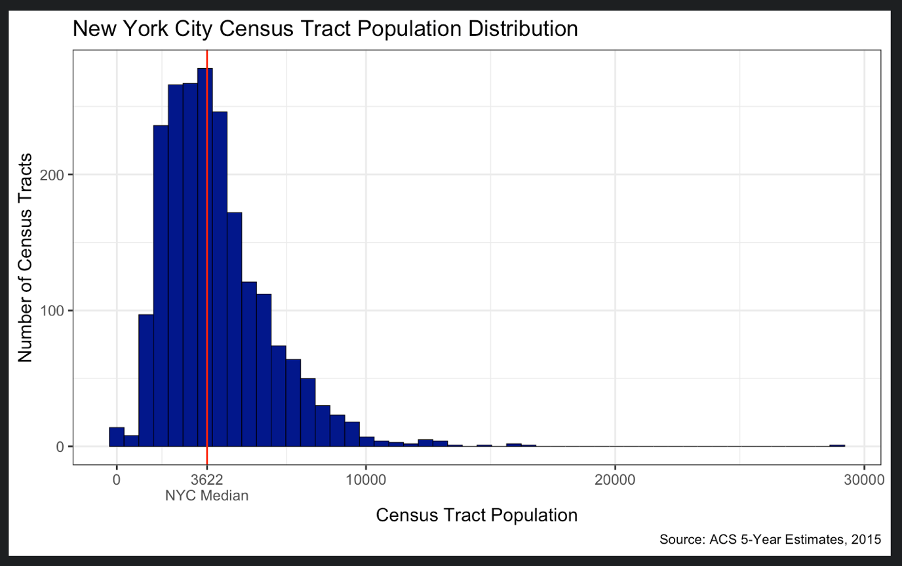 New York City Census Tract Population Distribution
Number of Census Tracts
200
100
0
0 3622 10000 20000 30000
NYC Median
Census Tract Population
Source: ACS 5-Year Estimates, 2015